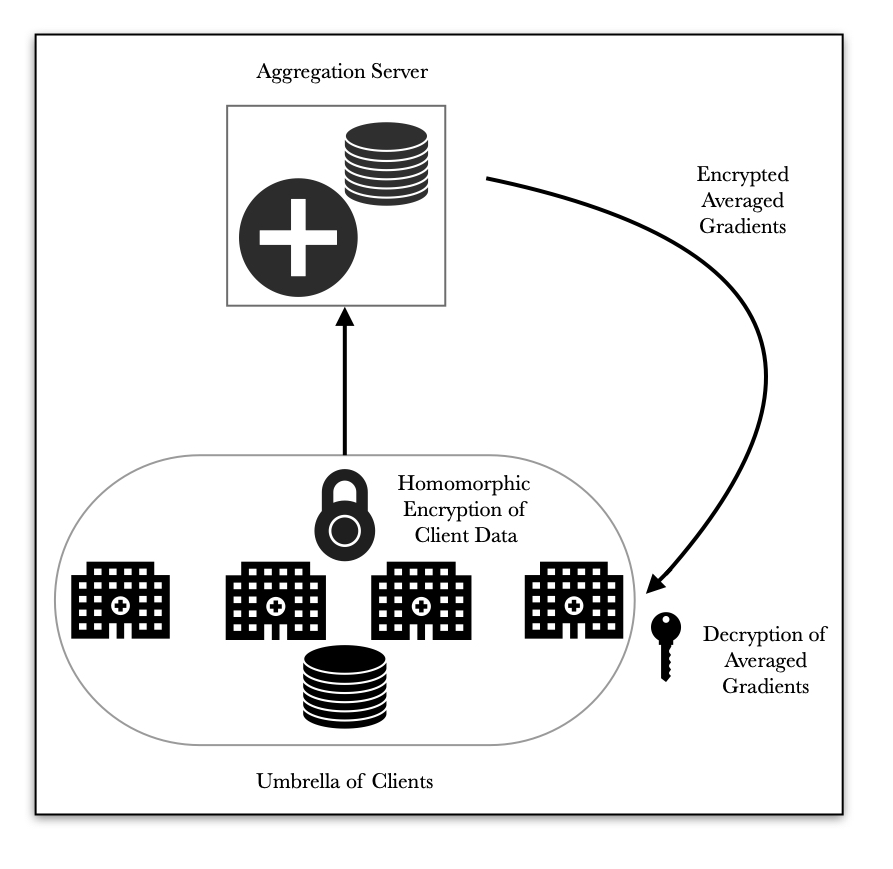 Aggregation Server
Encrypted
Averaged
Gradients
Homomorphic
Encryption of
Client Data
Decryption of
Averaged
Gradients
Umbrella of Clients